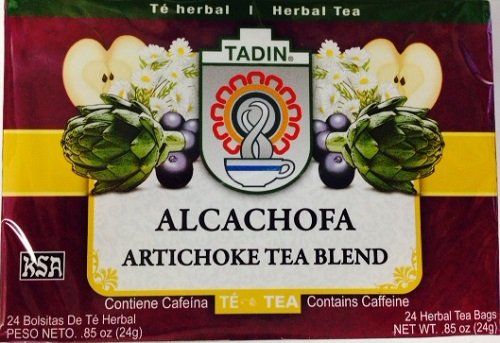 Té herbal | Herbal Tea
TADIN®
ALCACHOFA
ARTICHOKE TEA BLEND
KSA
Contiene Cafeína TÉ TEA Contains Caffeine
24 Bolsitas De Té Herbal
PESO NETO. .85 oz (24g)
24 Herbal Tea Bags
NET WT. .85 oz (24g)